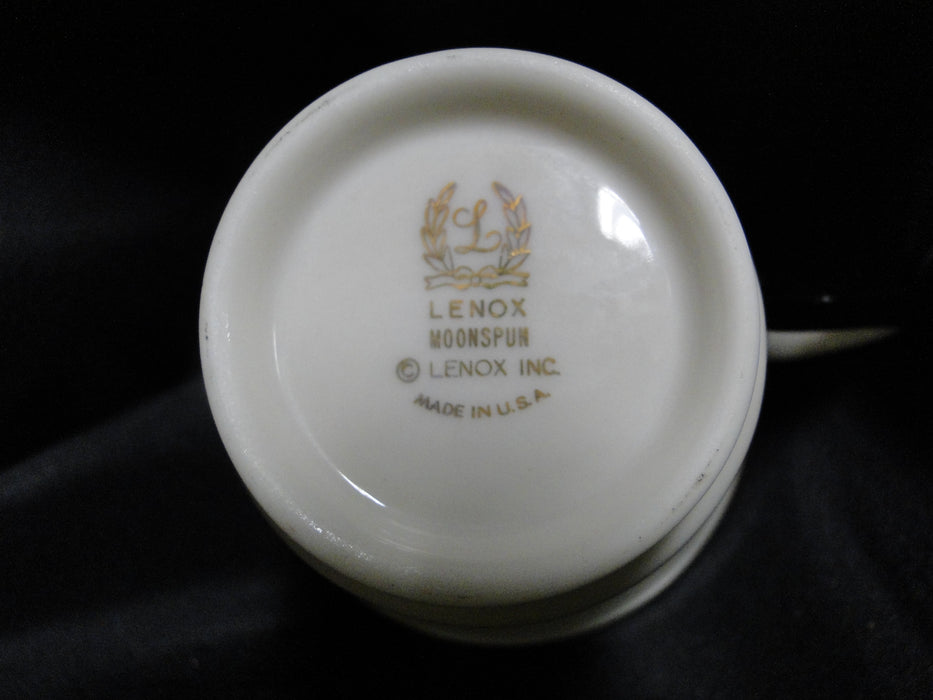 L
LENOX
MOONSPUN
© LENOX INC.
MADE IN U.S.A.